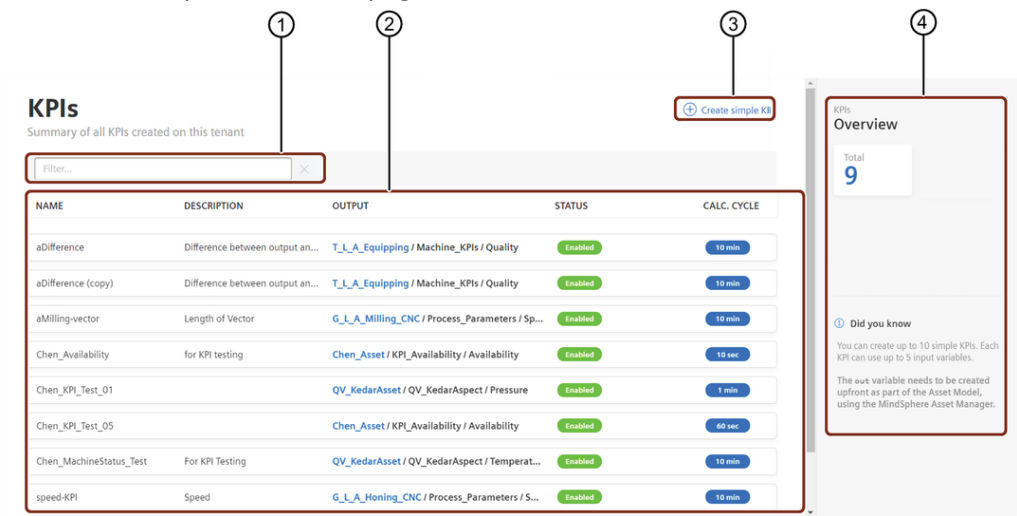 1 2 3 4
KPIs
Summary of all KPIs created on this tenant
Create simple
Filter...
NAME DESCRIPTION OUTPUT STATUS CALC. CYCLE
aDifference Difference between output an... T_L_A_Equipping / Machine_KPIs / Quality Enabled 10 min
aDifference (copy) Difference between output an... T_L_A_Equipping / Machine_KPIs / Quality Enabled 10 min
aMilling-vector Length of Vector G_L_A_Milling_CNC / Process_Parameters / Sp... Enabled 10 min
Chen_Availability for KPI testing Chen_Asset / KPI_Availability / Availability Enabled 10 sec
Chen_KPI_Test_01 QV_KedarAsset / QV_KedarAspect / Pressure Enabled 1 min
Chen_KPI_Test_05 Chen_Asset / KPI_Availability / Availability Enabled 60 sec
Chen_MachineStatus_Test For KPI Testing QV_KedarAsset / QV_KedarAspect / Temperat... Enabled 10 min
speed-KPI Speed G_L_A_Honing_CNC / Process_Parameters / S... Enabled 10 min
KPIs
Overview
Total
9
Did you know
You can create up to 10 simple KPIs. Each
KPI can use up to 5 input variables.
The out variable needs to be created
upfront as part of the Asset Model,
using the MindSphere Asset Manager.